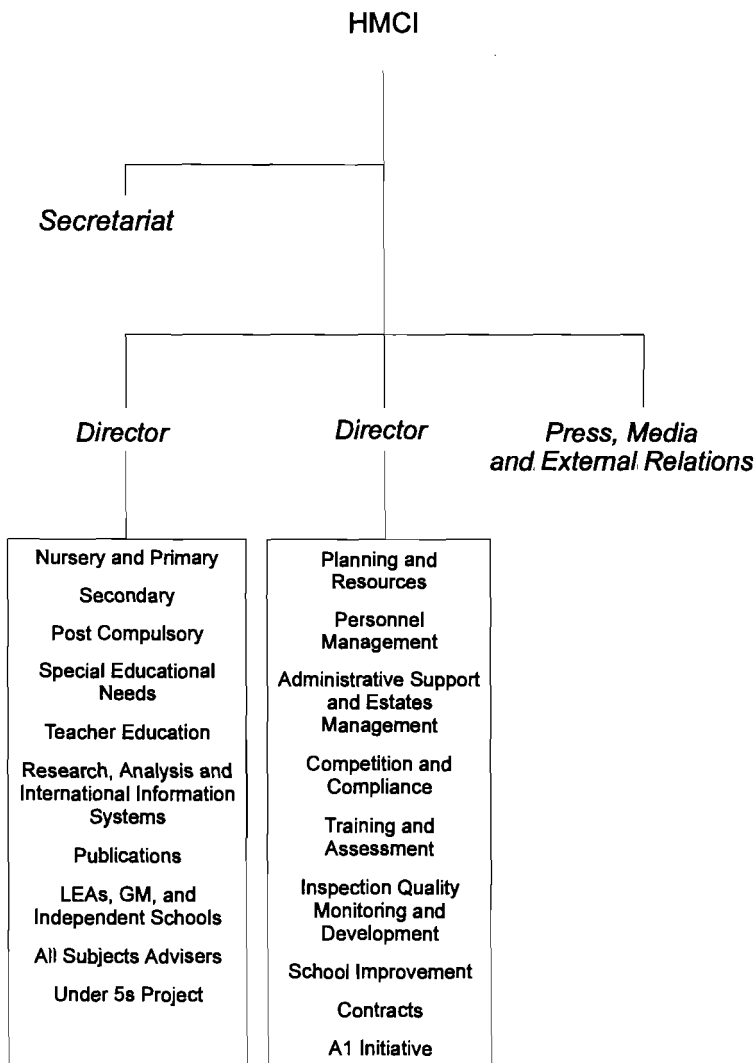 HMCI
Secretariat
Director
Director
Press, Media
and External Relations
Nursery and Primary
Secondary
Post Compulsory
Special Educational
Needs
Teacher Education
Research, Analysis and
International Information
Systems
Publications
LEAs, GM, and
Independent Schools
All Subjects Advisers
Under 5s Project
Planning and
Resources
Personnel
Management
Administrative Support
and Estates
Management
Competition and
Compliance
Training and
Assessment
Inspection Quality
Monitoring and
Development
School Improvement
Contracts
A1 Initiative